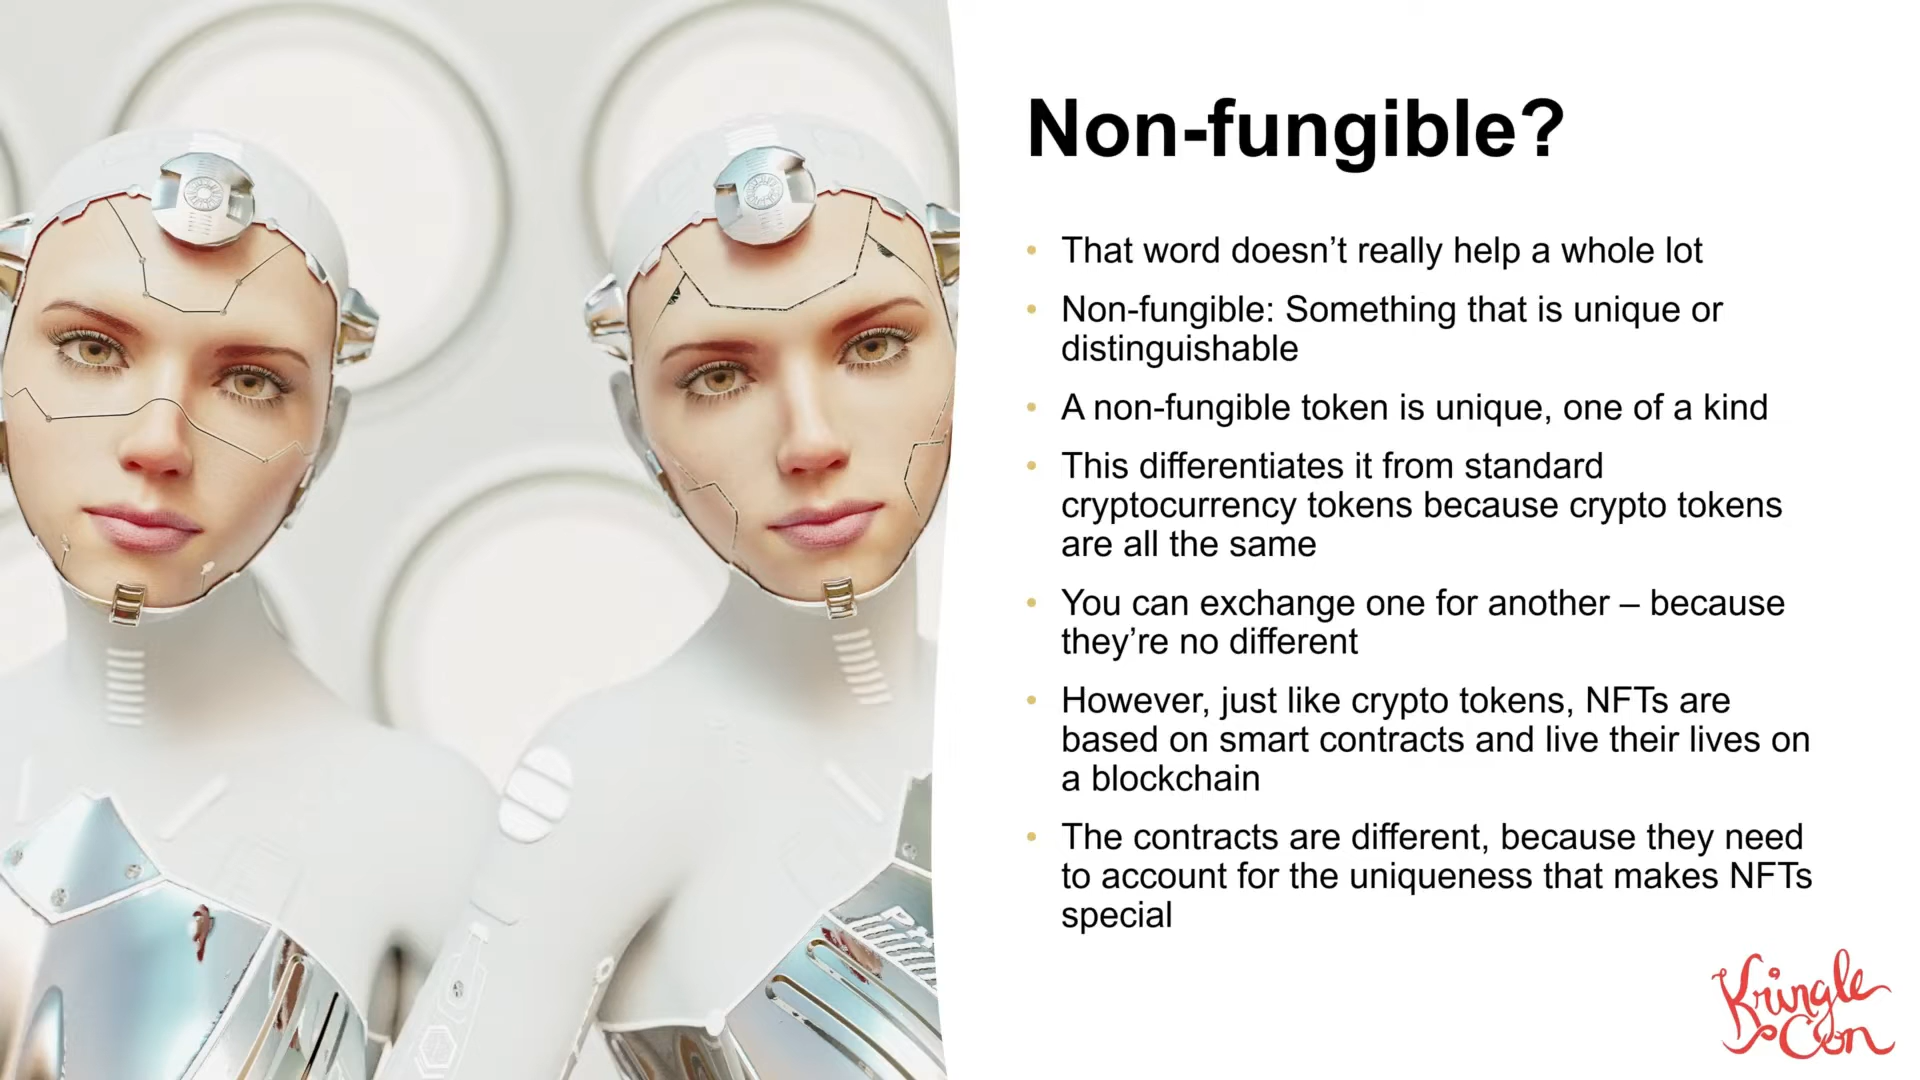 Non-fungible?
• That word doesn’t really help a whole lot
• Non-fungible: Something that is unique or
distinguishable
• A non-fungible token is unique, one of a kind
• This differentiates it from standard
cryptocurrency tokens because crypto tokens
are all the same
• You can exchange one for another – because
they’re no different
• However, just like crypto tokens, NFTs are
based on smart contracts and live their lives on
a blockchain
• The contracts are different, because they need
to account for the uniqueness that makes NFTs
special
Kringle
Con